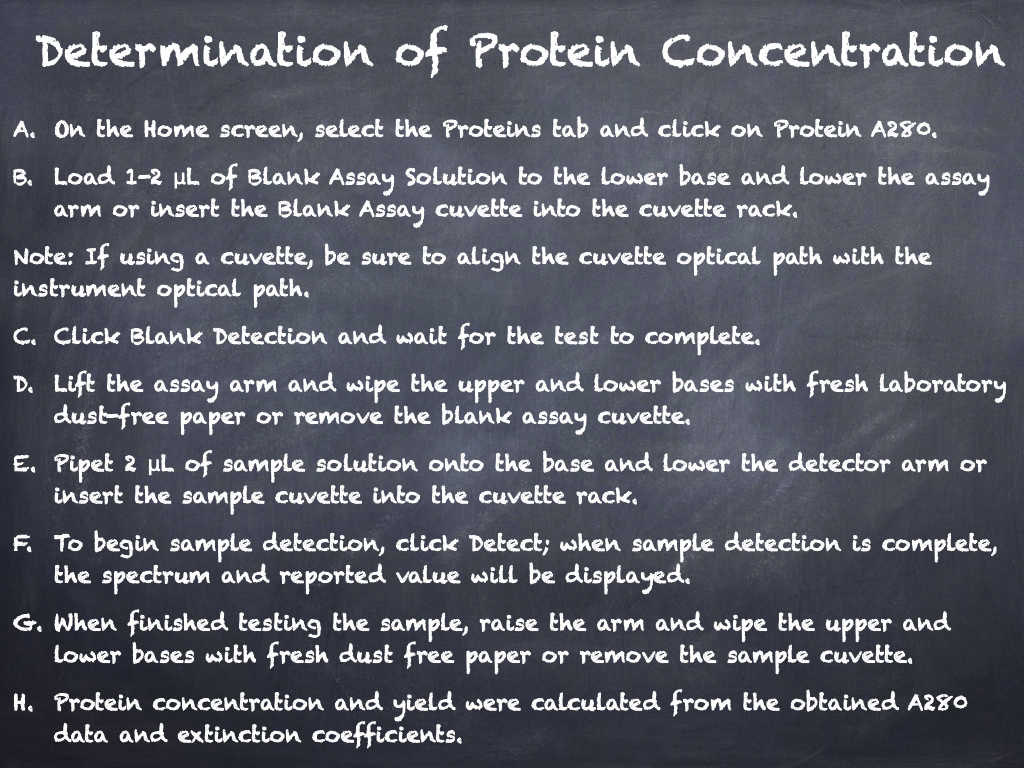 Determination of Protein Concentration
A. On the Home screen, select the Proteins tab and click on Protein A280.
B. Load 1-2 µL of Blank Assay Solution to the lower base and lower the assay
arm or insert the Blank Assay cuvette into the cuvette rack.
Note: If using a cuvette, be sure to align the cuvette optical path with the
instrument optical path.
C. Click Blank Detection and wait for the test to complete.
D. Lift the assay arm and wipe the upper and lower bases with fresh laboratory
dust-free paper or remove the blank assay cuvette.
E. Pipet 2 µL of sample solution onto the base and lower the detector arm or
insert the sample cuvette into the cuvette rack.
F. To begin sample detection, click Detect; when sample detection is complete,
the spectrum and reported value will be displayed.
G. When finished testing the sample, raise the arm and wipe the upper and
lower bases with fresh dust free paper or remove the sample cuvette.
H. Protein concentration and yield were calculated from the obtained A280
data and extinction coefficients.